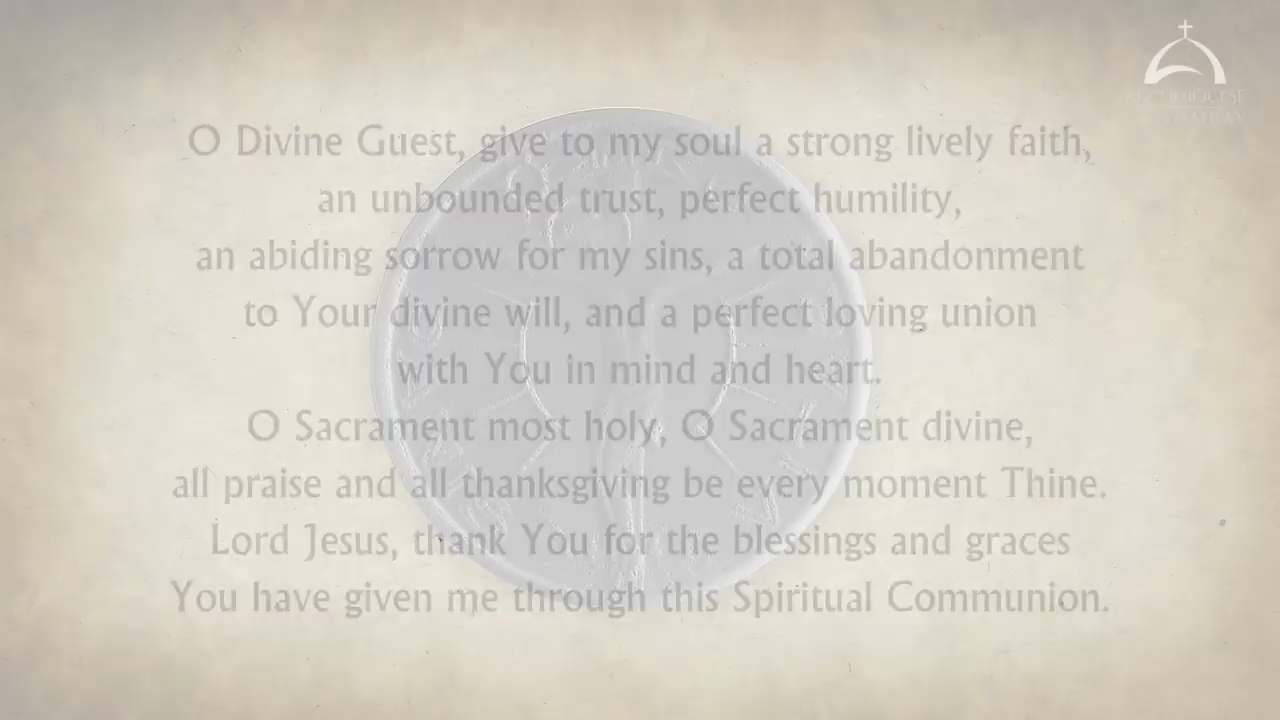 O Divine Guest, give to my soul a strong lively faith,
an unbounded trust, perfect humility,
an abiding sorrow for my sins, a total abandonment
to Your divine will, and a perfect loving union
with You in mind and heart.
O Sacrament most holy, O Sacrament divine,
all praise and all thanksgiving be every moment Thine.
Lord Jesus, thank You for the blessings and graces
You have given me through this Spiritual Communion.